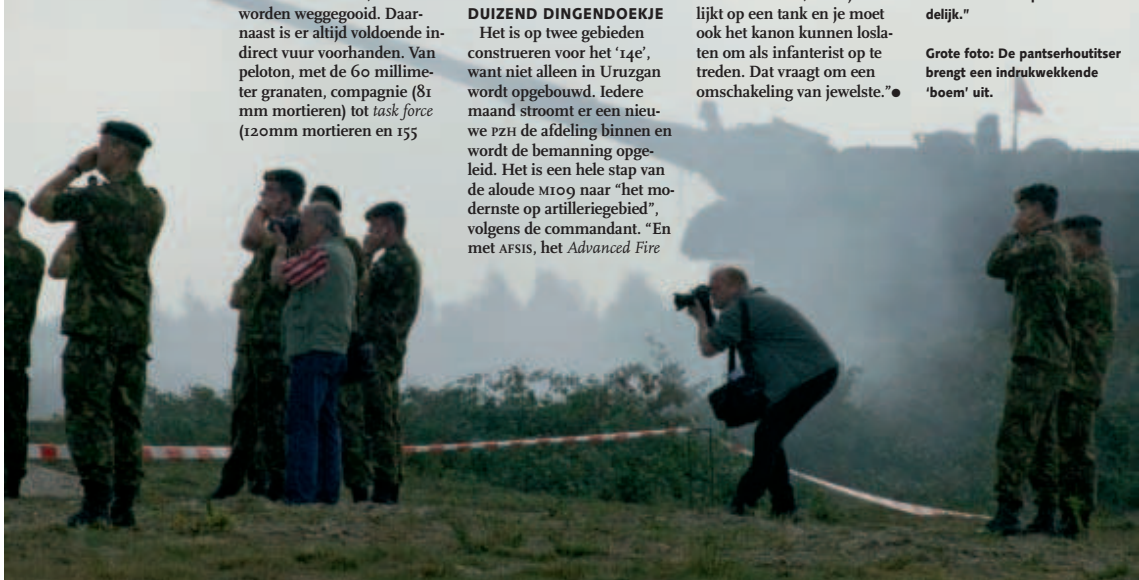 worden weggegooid. Daar-
naast is er altijd voldoende in-
direct vuur voorhanden. Van
peloton, met de 60 millime-
ter granaten, compagnie (81
mm mortieren) tot task force
(120mm mortieren en 155
DUIZEND DINGENDOEKJE
Het is op twee gebieden
construeren voor het ‘14e’,
want niet alleen in Uruzgan
wordt opgebouwd. Iedere
maand stroomt er een nieu-
we PZH de afdeling binnen en
wordt de bemanning opge-
leid. Het is een hele stap van
de aloude M109 naar “het mo-
dernste op artilleriegebied”,
volgens de commandant. “En
met AFSIS, het Advanced Fire
lijkt op een tank en je moet
ook het kanon kunnen losla-
ten om als infanterist op te
treden. Dat vraagt om een
omschakeling van jewelste.”●
delijk.”
Grote foto: De pantserhoutitser
brengt een indrukwekkende
‘boem’ uit.